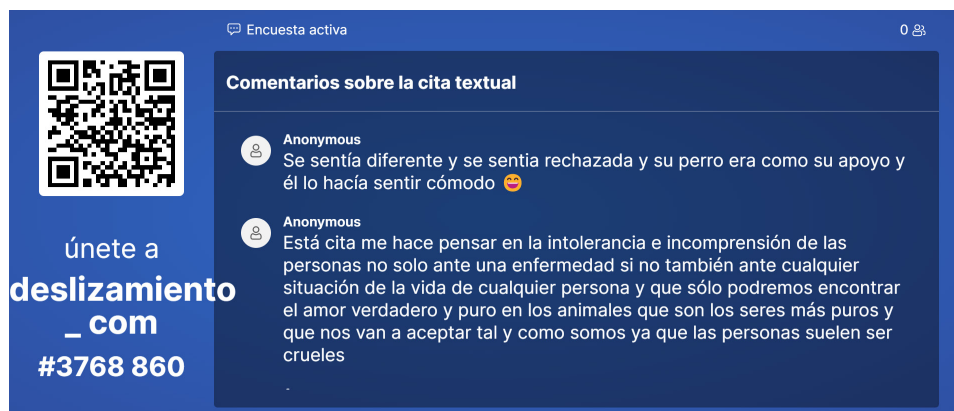 Encuesta activa
0
Comentarios sobre la cita textual
Anonymous
Se sentía diferente y se sentia rechazada y su perro era como su apoyo y
él lo hacía sentir cómodo 😄
Anonymous
Está cita me hace pensar en la intolerancia e incomprensión de las
personas no solo ante una enfermedad si no también ante cualquier
situación de la vida de cualquier persona y que sólo podremos encontrar
el amor verdadero y puro en los animales que son los seres más puros y
que nos van a aceptar tal y como somos ya que las personas suelen ser
crueles
únete a
deslizamiento
_ com
#3768 860